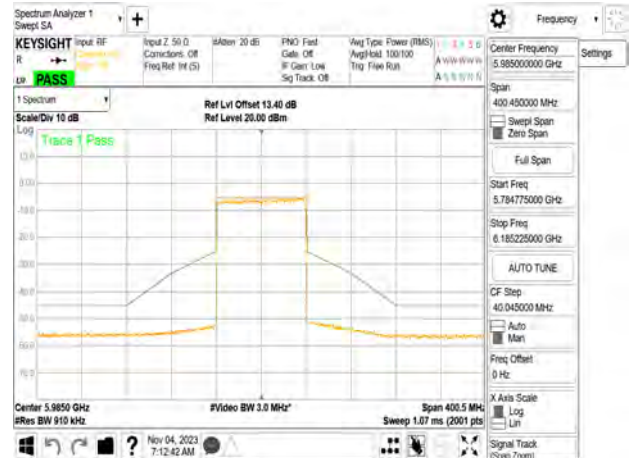 Spectrum Analyzer 1
Swept SA
Frequency
KEYSIGHT
Input: RF
Input Z: 50 Ω
Corrections: Off
Freq Ref: Int (S)
#Atten: 20 dB
PNO: Fast
Gate: Off
IF Gain: Low
Sig Track: Off
Avg Type: Power (RMS)
Avg|Hold: 100/100
Trig: Free Run
PASS
Center Frequency
5.985000000 GHz
Settings
1 Spectrum
Scale/Div 10 dB
Ref Lvl Offset 13.40 dB
Ref Level 20.00 dBm
Span
400.450000 MHz
Swept Span
Zero Span
Log
Trace 1 Pass
Full Span
Start Freq
5.784775000 GHz
Stop Freq
6.185225000 GHz
AUTO TUNE
CF Step
40.045000 MHz
Auto
Man
Freq Offset
0 Hz
X Axis Scale
Log
Lin
Signal Track
(Span Zoom)
Center 5.9850 GHz
#Res BW 910 kHz
#Video BW 3.0 MHz*
Span 400.5 MHz
Sweep 1.07 ms (2001 pts)
Nov 04, 2023
7:12:42 AM